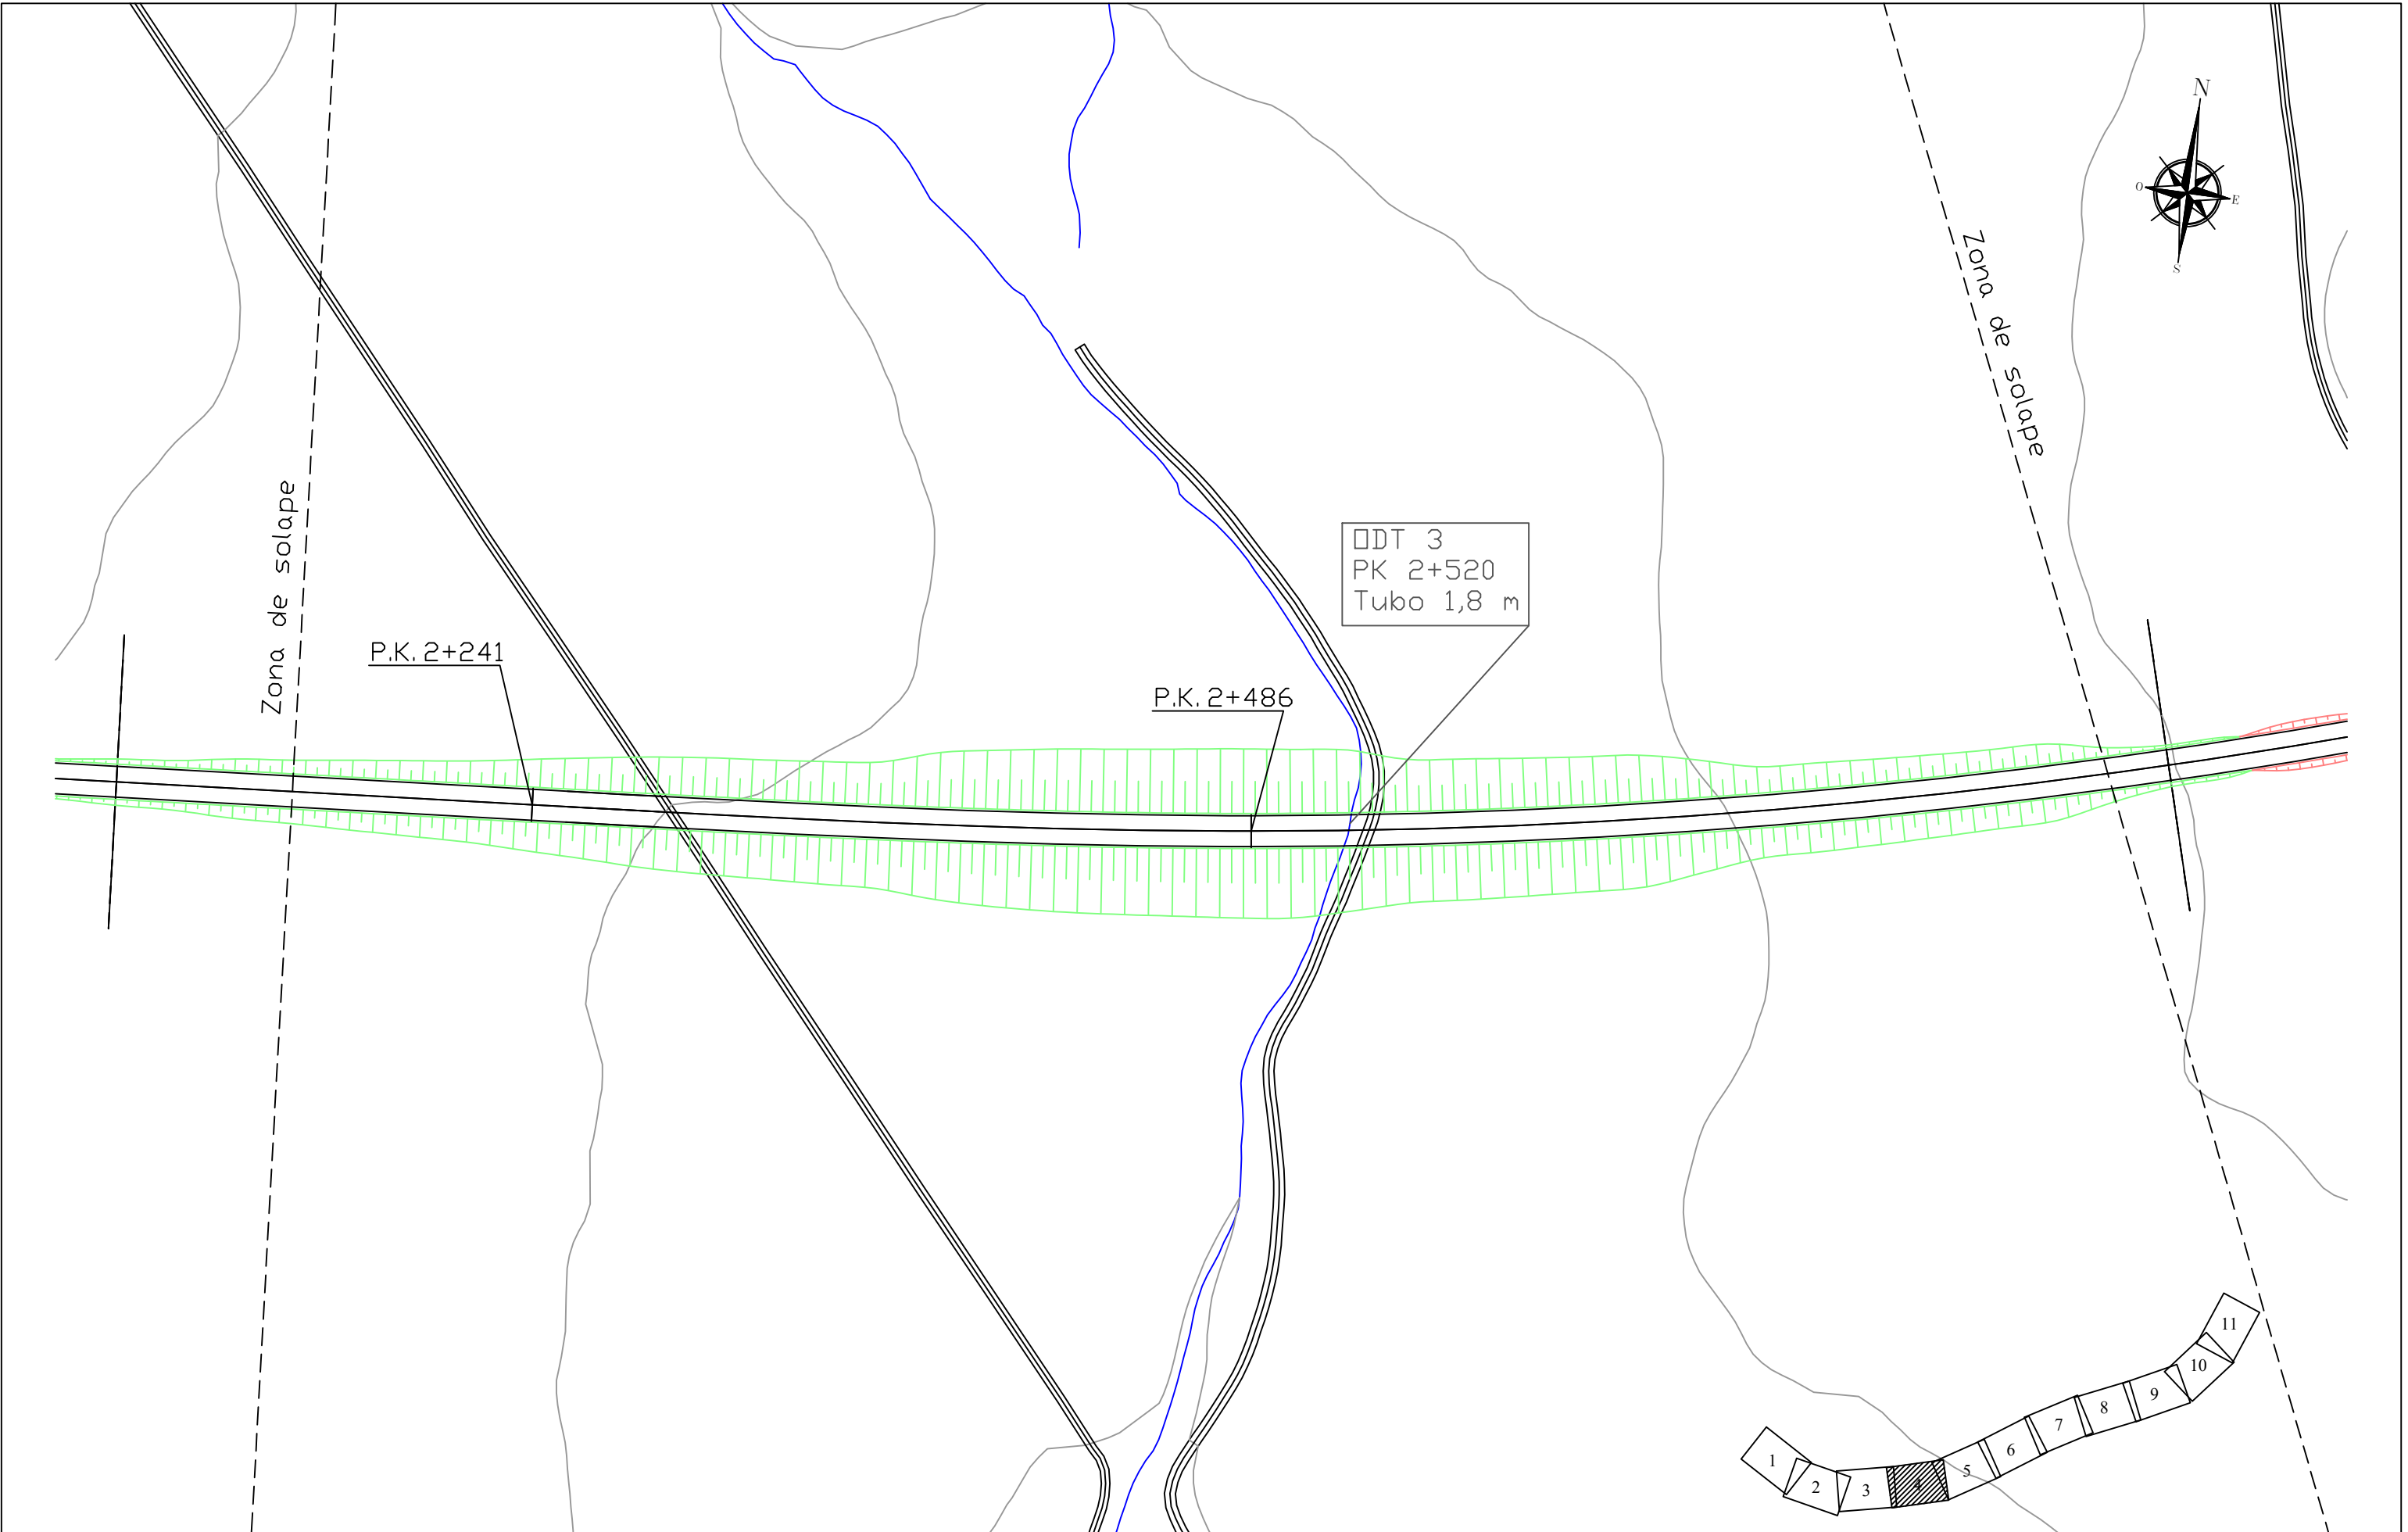 N
O
E
S
Zona de solape
Zona de solape
ODT 3
PK 2+520
Tubo 1,8 m
P.K. 2+241
P.K. 2+486
1
2
3
4
5
6
7
8
9
10
11